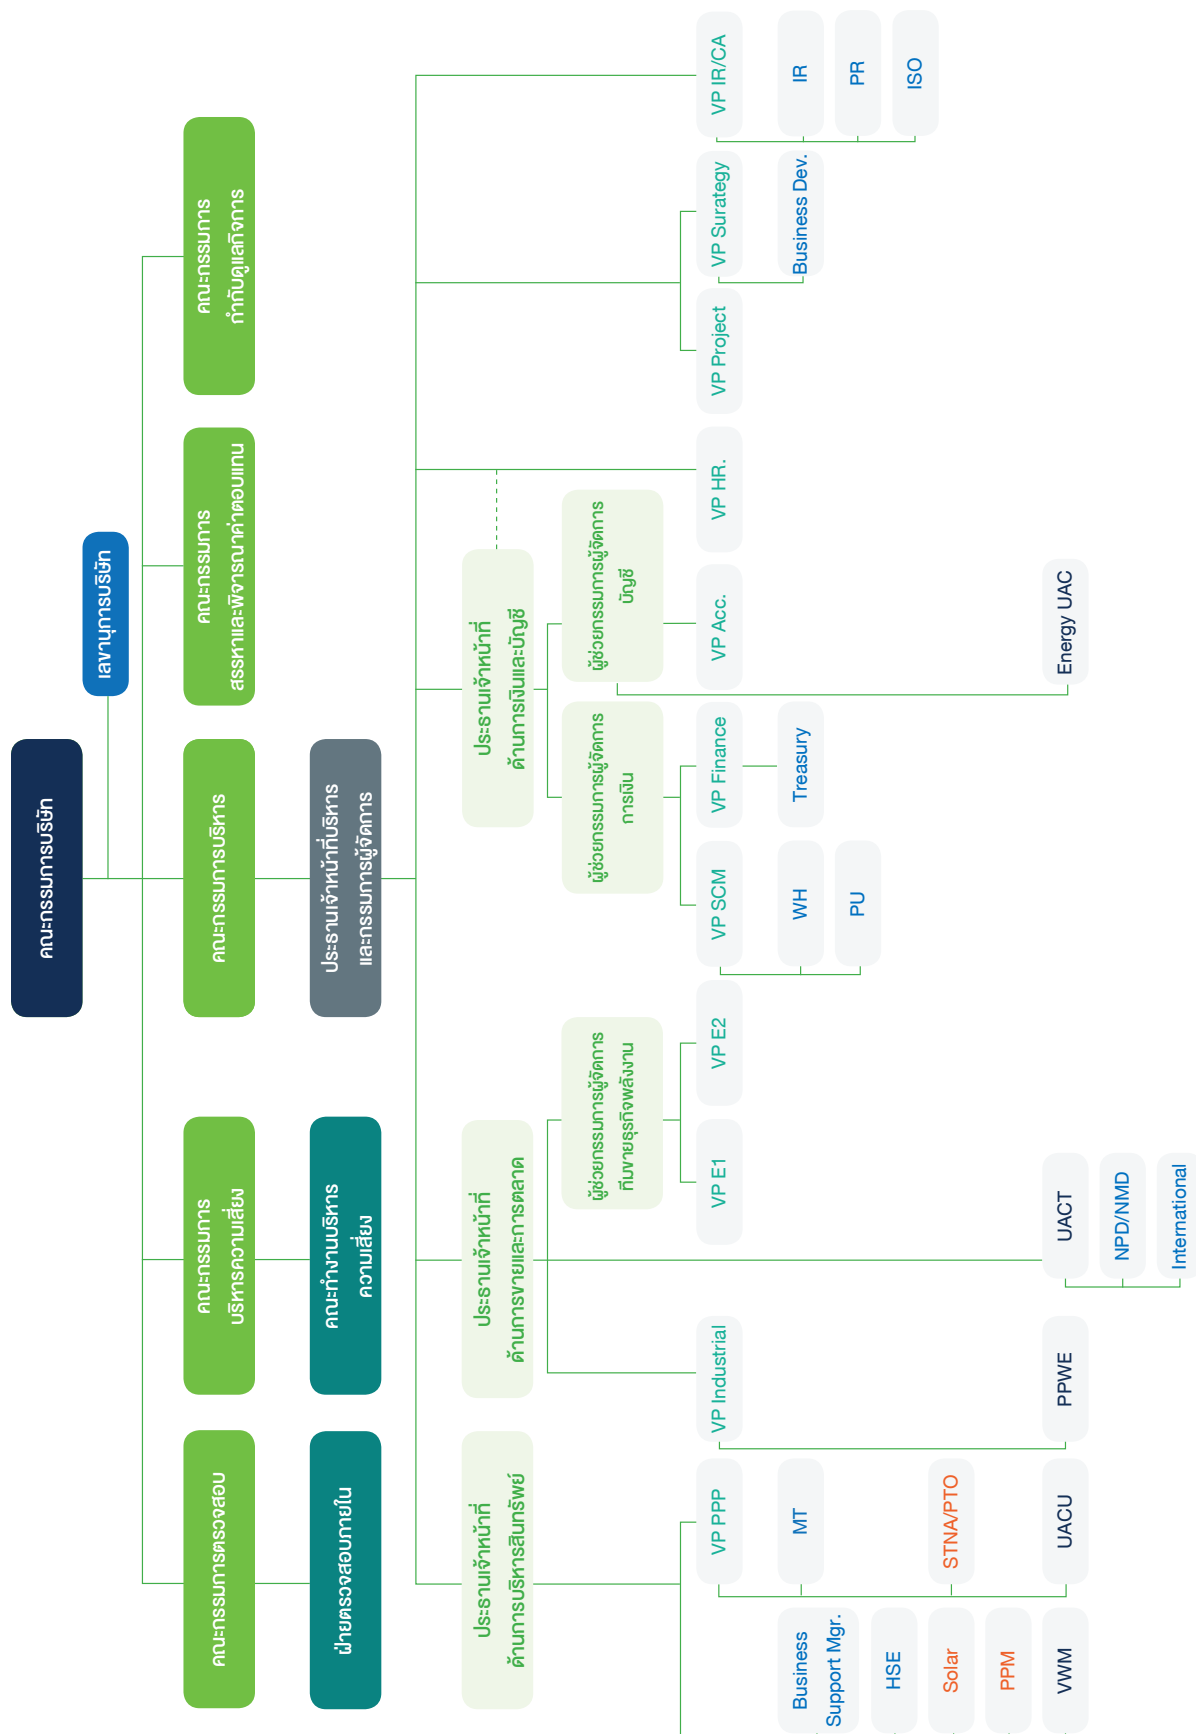 คณะกรรมการบริษัท
เลขานุการบริษัท
คณะกรรมการตรวจสอบ
คณะกรรมการ
บริหารความเสี่ยง
คณะกรรมการบริหาร
คณะกรรมการ
สรรหาและพิจารณาค่าตอบแทน
คณะกรรมการ
กำกับดูแลกิจการ
ฝ่ายตรวจสอบภายใน
คณะทำงานบริหาร
ความเสี่ยง
ประธานเจ้าหน้าที่บริหาร
และกรรมการผู้จัดการ
ประธานเจ้าหน้าที่
ด้านการบริหารสินทรัพย์
ประธานเจ้าหน้าที่
ด้านการขายและการตลาด
ประธานเจ้าหน้าที่
ด้านการเงินและบัญชี
ผู้ช่วยกรรมการผู้จัดการ
ทีมขายธุรกิจพลังงาน
ผู้ช่วยกรรมการผู้จัดการ
การเงิน
ผู้ช่วยกรรมการผู้จัดการ
บัญชี
VP PPP
VP Industrial
VP E1
VP E2
VP SCM
VP Finance
VP Acc.
VP HR.
VP Project
VP Surategy
VP IR/CA
Business
Support Mgr.
MT
WH
Treasury
Business Dev.
IR
HSE
PU
PR
Solar
STNA/PTO
ISO
PPM
VWM
UACU
PPWE
UACT
Energy UAC
NPD/NMD
International